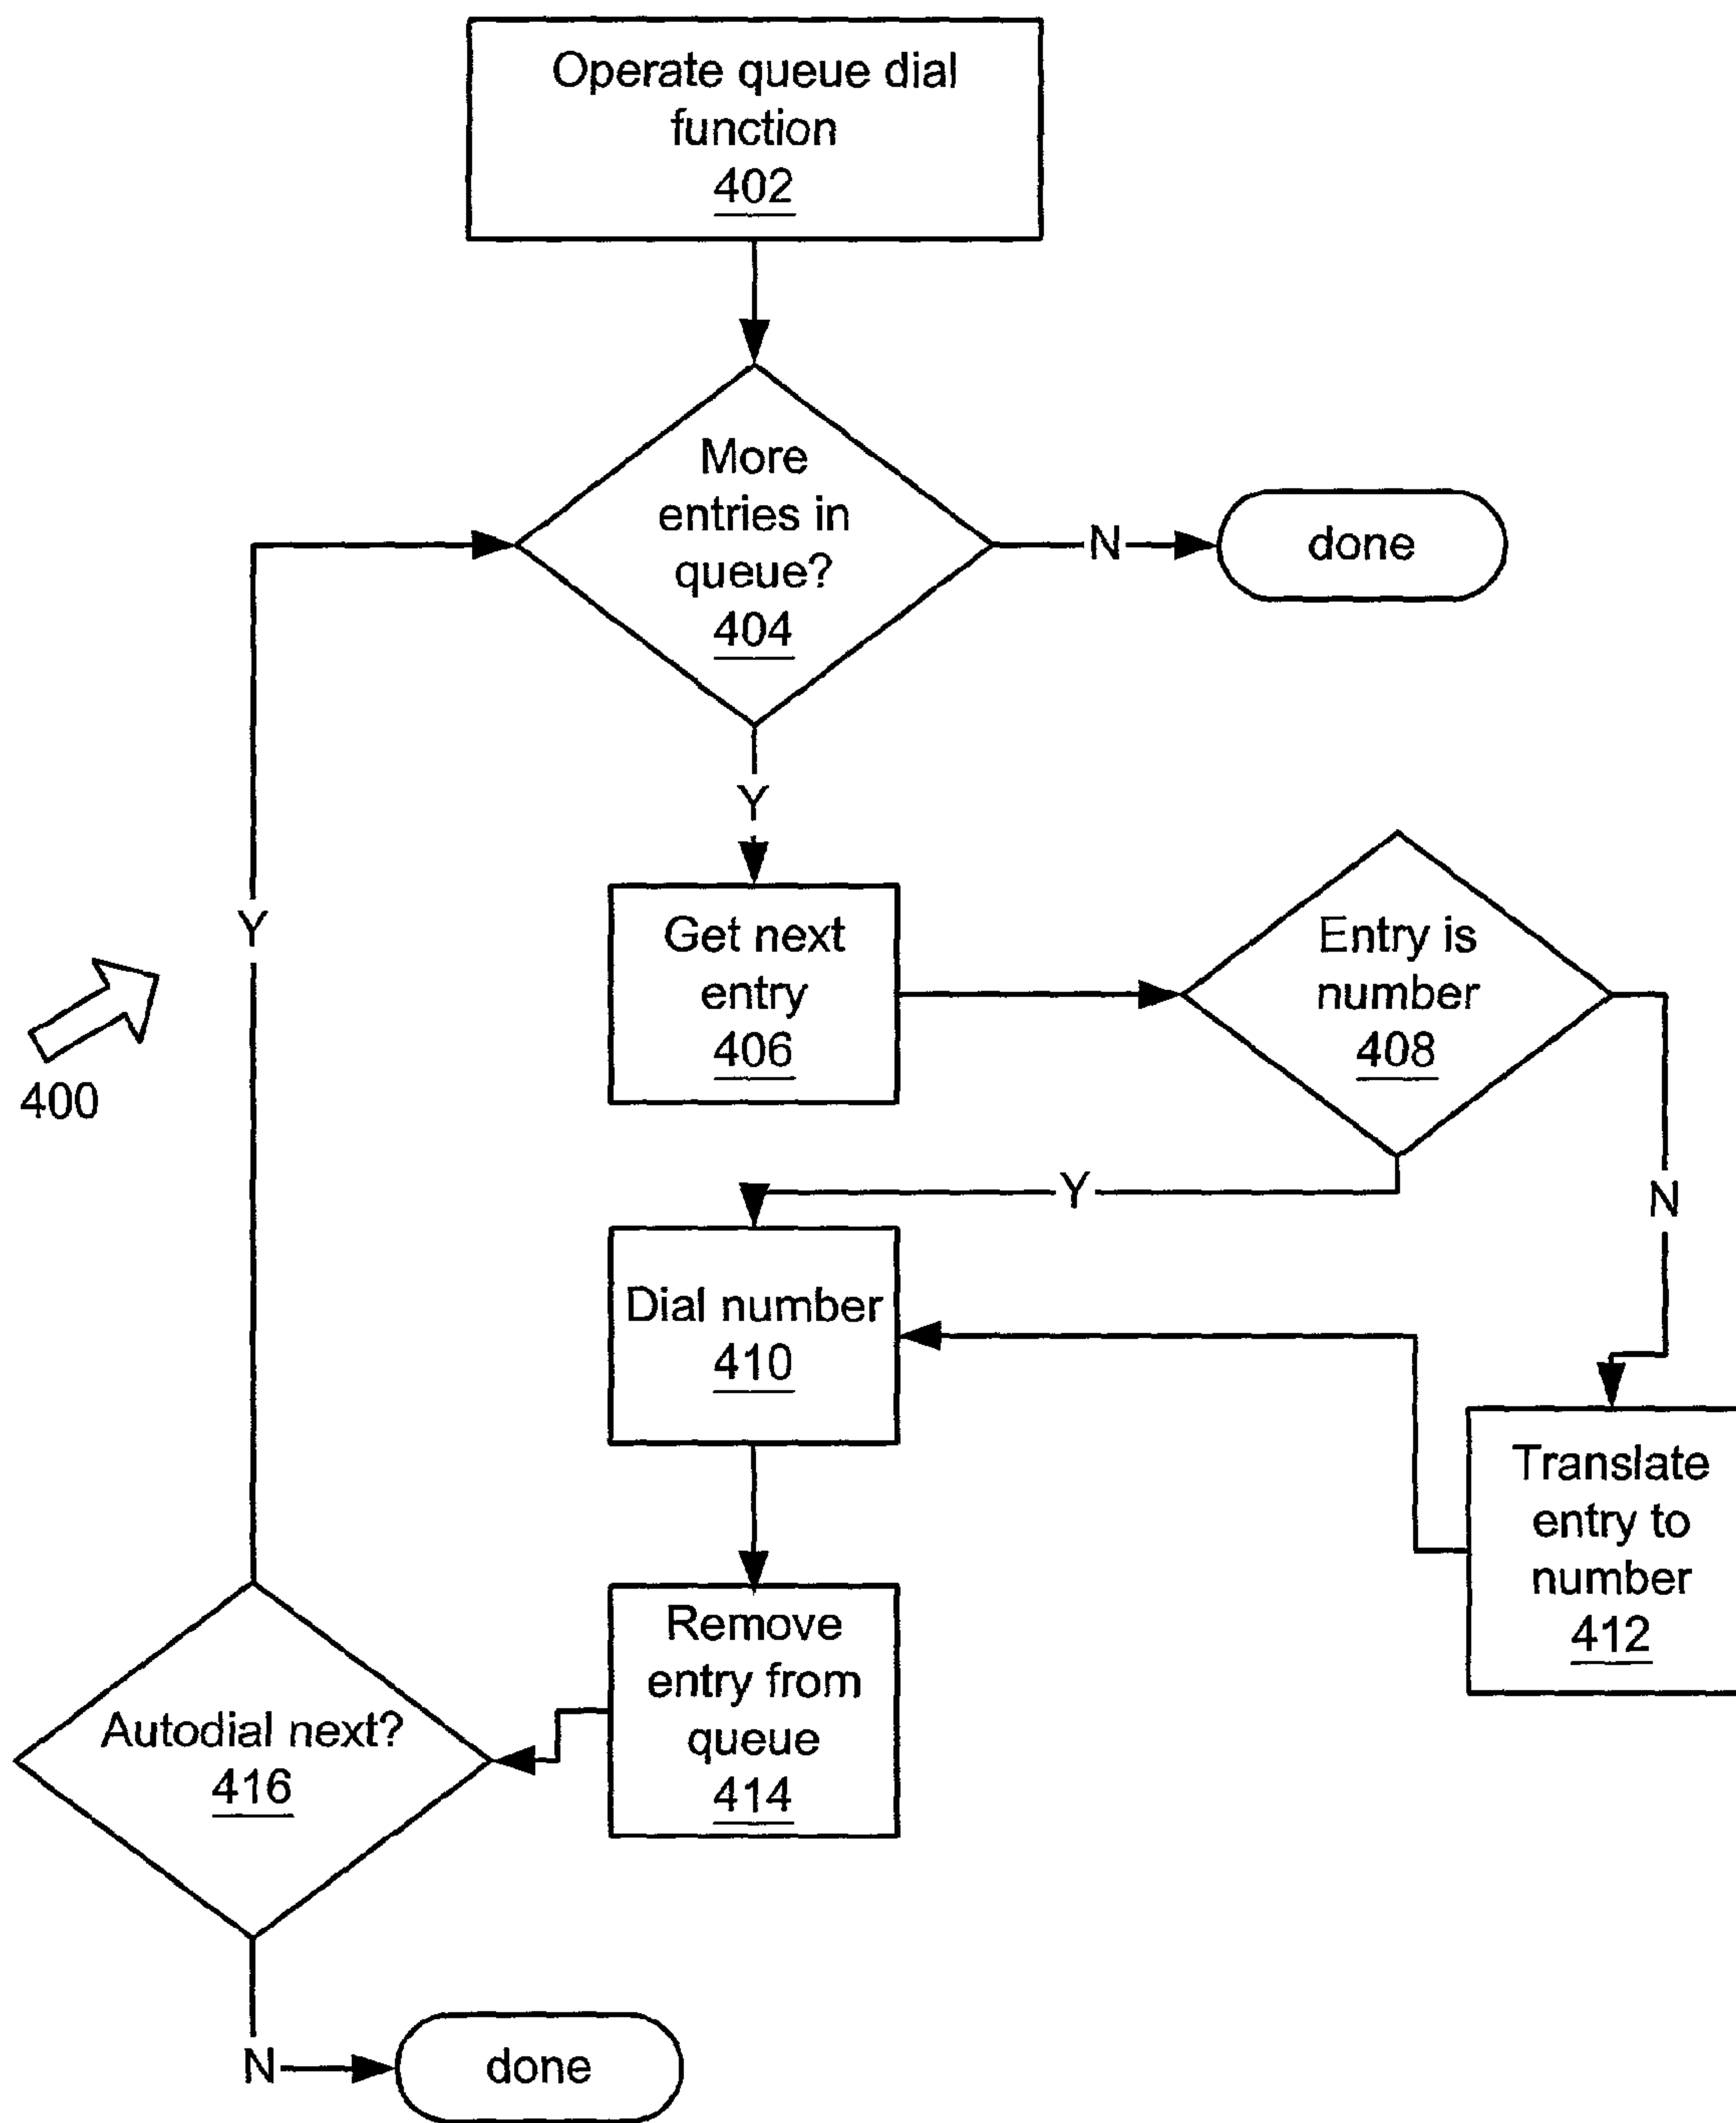 Operate queue dial
function
402
More
entries in
queue?
404
N
done
Y
Get next
entry
406
Entry is
number
408
Y
400
Y
N
Dial number
410
Translate
entry to
number
412
Remove
entry from
queue
414
Autodial next?
416
N
done